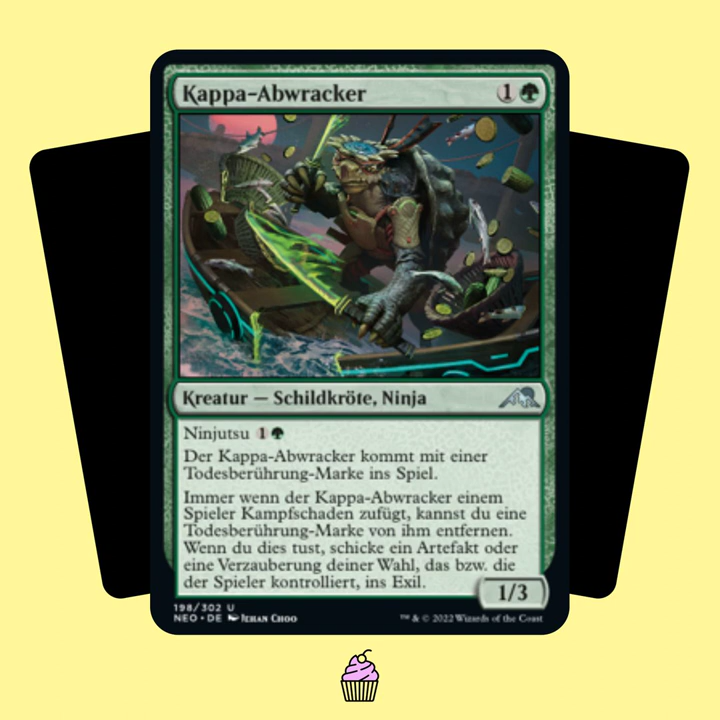 Kappa-Abwracker 1
Kreatur — Schildkröte, Ninja
Ninjutsu 1
Der Kappa-Abwracker kommt mit einer
Todesberührung-Marke ins Spiel.
Immer wenn der Kappa-Abwracker einem
Spieler Kampfschaden zufügt, kannst du eine
Todesberührung-Marke von ihm entfernen.
Wenn du dies tust, schicke ein Artefakt oder
eine Verzauberung deiner Wahl, das bzw. die
der Spieler kontrolliert, ins Exil.
1/3
198/302 U
NEO • DE Jehan Choo
™ & © 2022 Wizards of the Coast